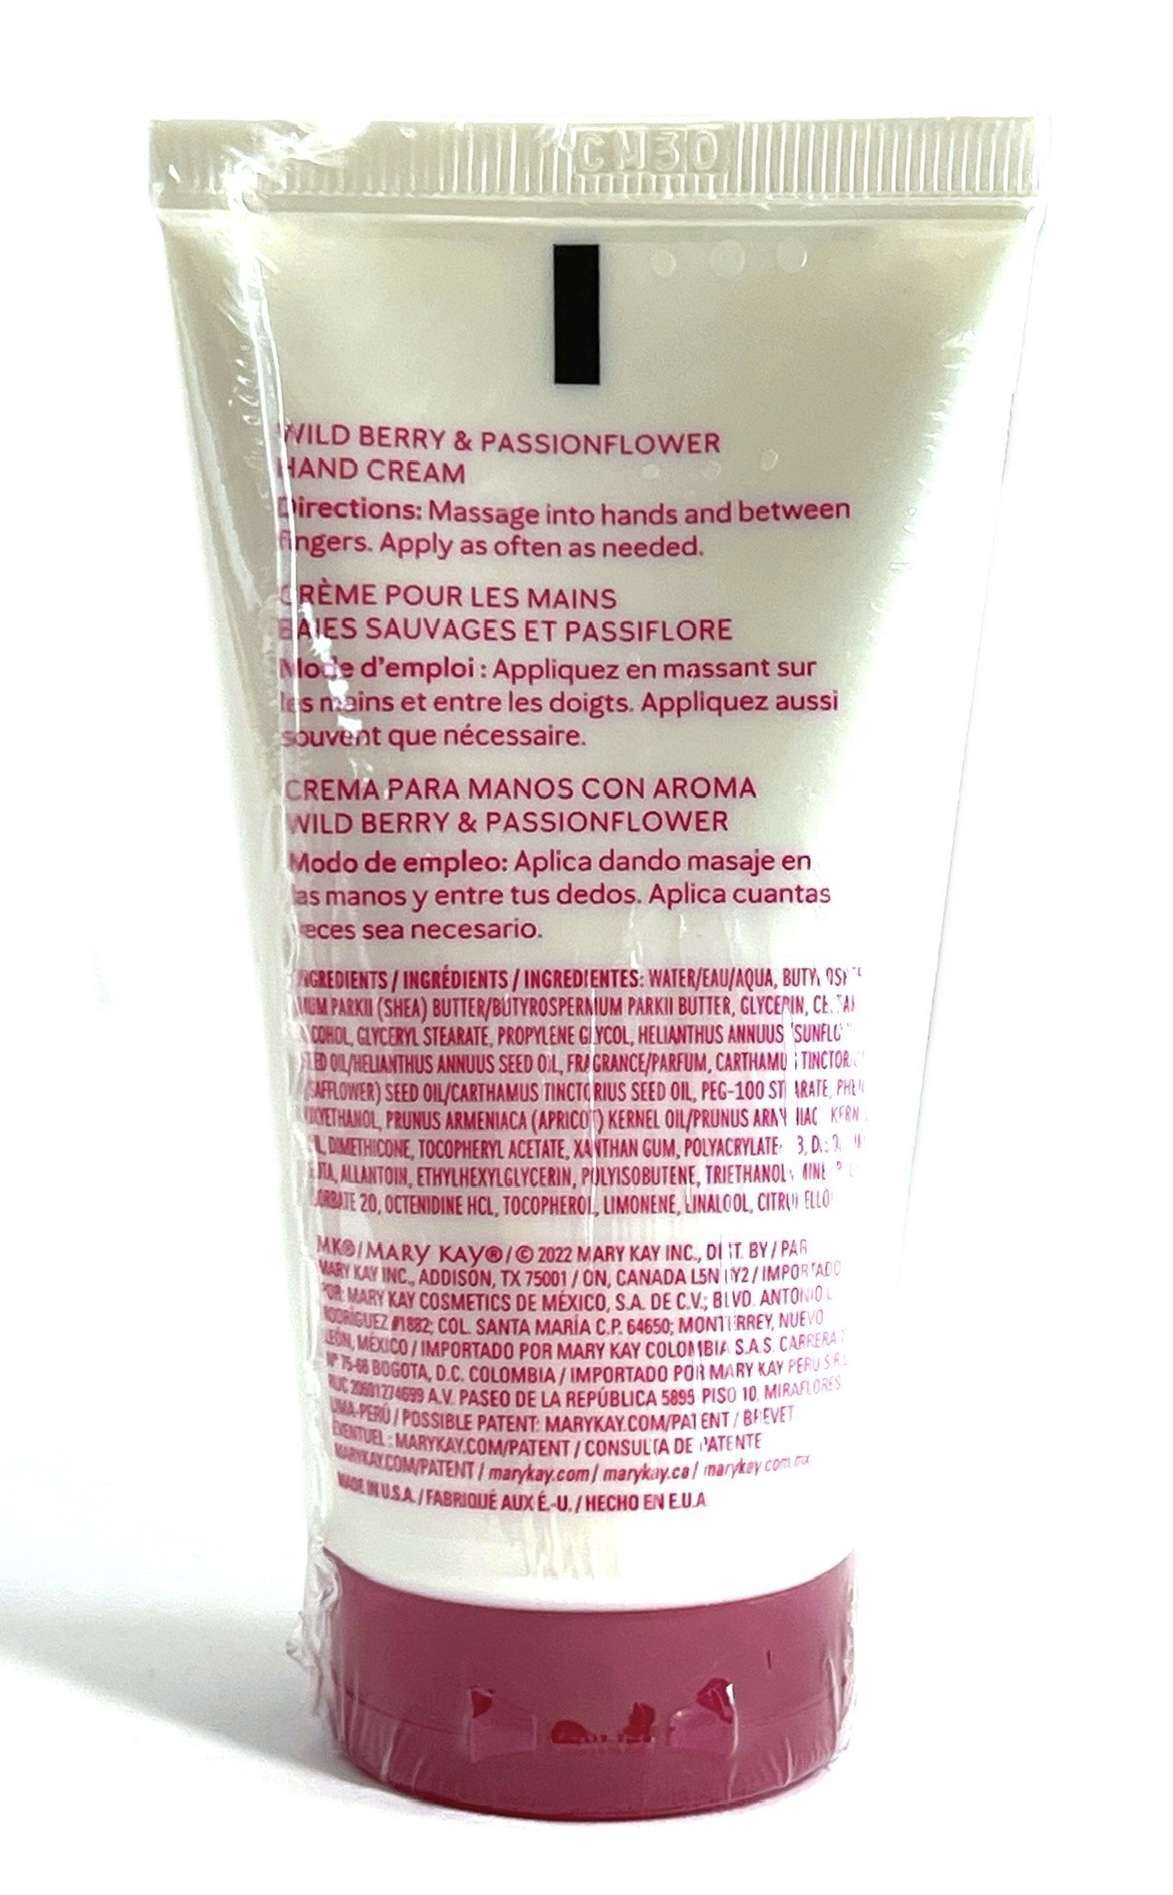 CM30
WILD BERRY & PASSIONFLOWER
HAND CREAM
Directions: Massage into hands and between
fingers. Apply as often as needed.
CRÈME POUR LES MAINS
BAIES SAUVAGES ET PASSIFLORE
Mode d'emploi : Appliquez en massant sur
les mains et entre les doigts. Appliquez aussi
souvent que nécessaire.
CREMA PARA MANOS CON AROMA
WILD BERRY & PASSIONFLOWER
Modo de empleo: Aplica dando masaje en
las manos y entre tus dedos. Aplica cuantas
veces sea necesario.
INGREDIENTS / INGRÉDIENTS / INGREDIENTES: WATER/EAU/AQUA,
PARKII (SHEA) BUTTER/BUTYROSPERMUM PARKII BUTTER, GLYCERIN,
GLYCERYL STEARATE, PROPYLENE GLYCOL, HELIANTHUS ANNUUS
OIL/HELIANTHUS ANNUUS SEED OIL, FRAGRANCE/PARFUM, CARTHAMUS
(SAFFLOWER) SEED OIL/CARTHAMUS TINCTORIUS SEED OIL, PEG-100 STEARATE,
PRUNUS ARMENIACA (APRICOT) KERNEL OIL/PRUNUS
DIMETHICONE, TOCOPHERYL ACETATE, XANTHAN GUM,
ALLANTOIN, ETHYLHEXYLGLYCERIN, POLYISOBUTENE,
20, OCTENIDINE HCL, TOCOPHEROL, LIMONENE, LINALOOL,
MK®/MARY KAY®/© 2022 MARY KAY INC., DIST. BY / PAR
MARY KAY INC., ADDISON, TX 75001 / ON, CANADA L5N 1Y2 / IMPORTADO
POR: MARY KAY COSMETICS DE MÉXICO, S.A. DE C.V.; BLVD. ANTONIO L.
RODRÍGUEZ #1882; COL. SANTA MARÍA C.P. 64650; MONTERREY, NUEVO
LEÓN, MÉXICO / IMPORTADO POR MARY KAY COLOMBIA S.A.S. CARRERA 7
Nº 75-66 BOGOTA, D.C. COLOMBIA / IMPORTADO POR MARY KAY PERU S.R.L.
RUC 20601274699 A.V. PASEO DE LA REPÚBLICA 5895 PISO 10, MIRAFLORES
LIMA-PERÚ / POSSIBLE PATENT: MARYKAY.COM/PATENT / BREVET
ÉVENTUEL : MARYKAY.COM/PATENT / CONSULTA DE PATENTE
MARYKAY.COM/PATENT / marykay.com / marykay.ca / marykay.com.mx
MADE IN U.S.A. / FABRIQUÉ AUX É.-U. / HECHO EN E.U.A